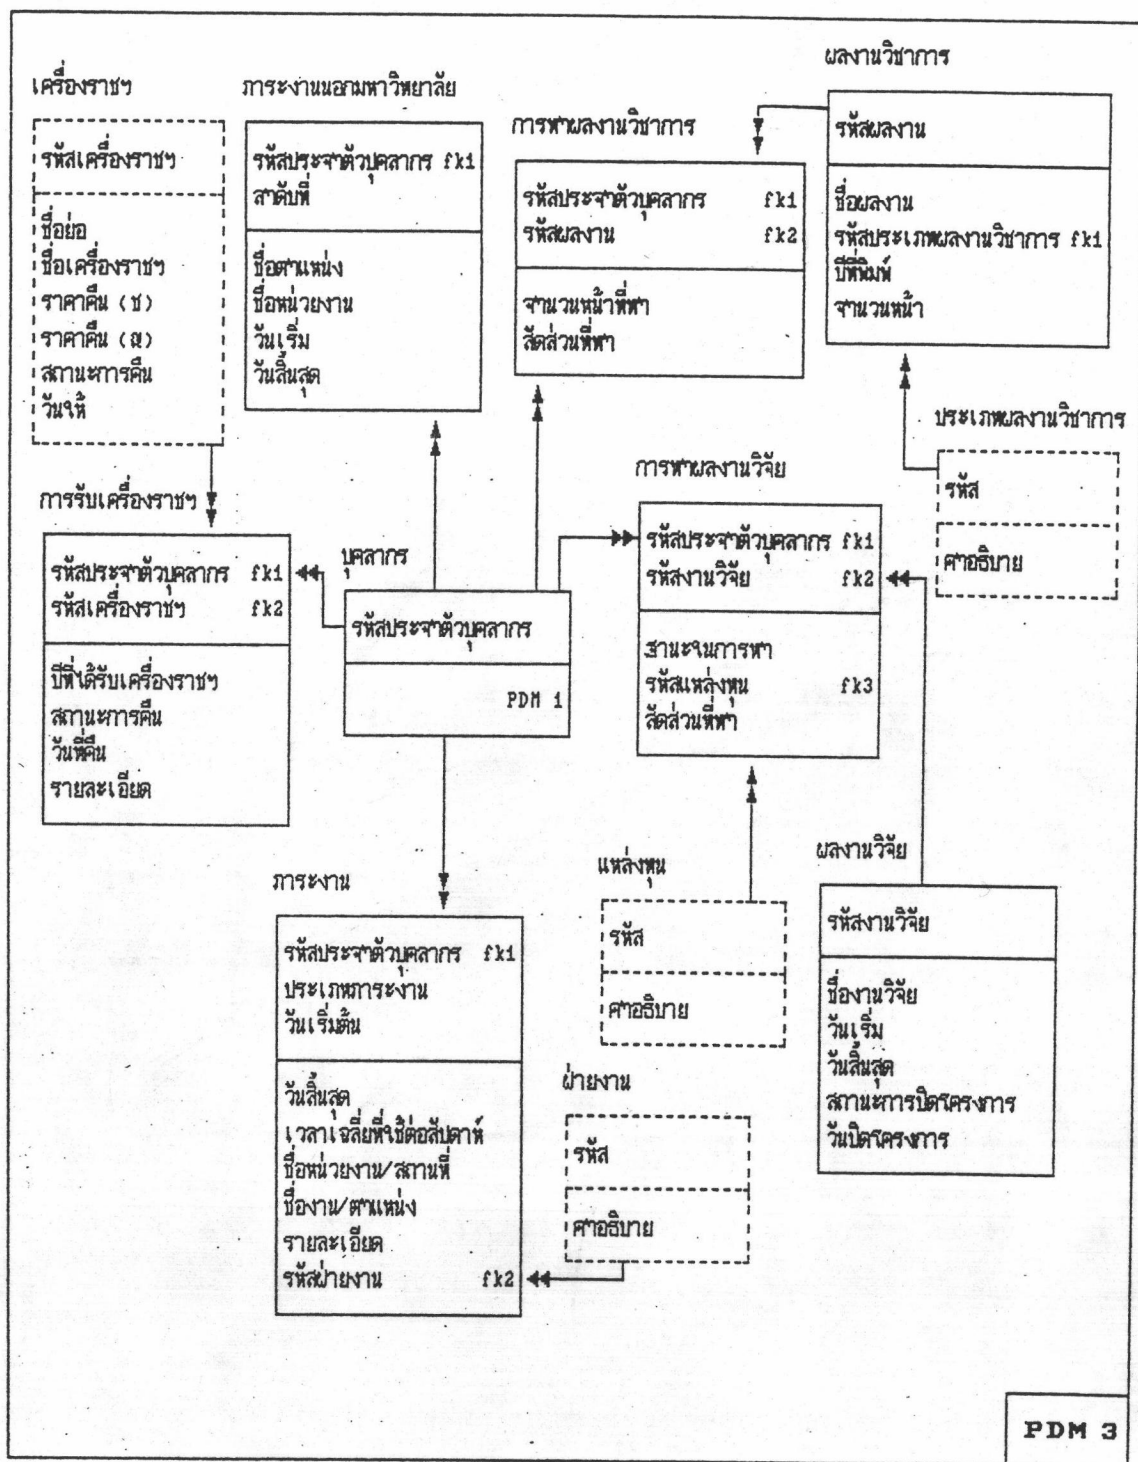 เครื่องราชฯ
รหัสเครื่องราชฯ
ชื่อย่อ
ชื่อเครื่องราชฯ
ราคาคืน (ช)
ราคาคืน (ญ)
สถานะการคืน
วันให้
ภาระงานนอกมหาวิทยาลัย
รหัสประจำตัวบุคลากร fk1
ลำดับที่
ชื่อตำแหน่ง
ชื่อหน่วยงาน
วันเริ่ม
วันสิ้นสุด
การทำผลงานวิชาการ
รหัสประจำตัวบุคลากร fk1
รหัสผลงาน fk2
จำนวนหน้าที่ทำ
สัดส่วนที่ทำ
ผลงานวิชาการ
รหัสผลงาน
ชื่อผลงาน
รหัสประเภทผลงานวิชาการ fk1
ปีที่พิมพ์
จำนวนหน้า
ประเภทผลงานวิชาการ
รหัส
คำอธิบาย
การรับเครื่องราชฯ
รหัสประจำตัวบุคลากร fk1
รหัสเครื่องราชฯ fk2
ปีที่ได้รับเครื่องราชฯ
สถานะการคืน
วันที่คืน
รายละเอียด
บุคลากร
รหัสประจำตัวบุคลากร
PDM 1
การทำผลงานวิจัย
รหัสประจำตัวบุคลากร fk1
รหัสงานวิจัย fk2
ฐานะในการทำ
รหัสแหล่งทุน fk3
สัดส่วนที่ทำ
ภาระงาน
รหัสประจำตัวบุคลากร fk1
ประเภทภาระงาน
วันเริ่มต้น
วันสิ้นสุด
เวลาเฉลี่ยที่ใช้ต่อสัปดาห์
ชื่อหน่วยงาน/สถานที่
ชื่องาน/ตำแหน่ง
รายละเอียด
รหัสฝ่ายงาน fk2
แหล่งทุน
รหัส
คำอธิบาย
ฝ่ายงาน
รหัส
คำอธิบาย
ผลงานวิจัย
รหัสงานวิจัย
ชื่องานวิจัย
วันเริ่ม
วันสิ้นสุด
สถานะการปิดโครงการ
วันปิดโครงการ
PDM 3